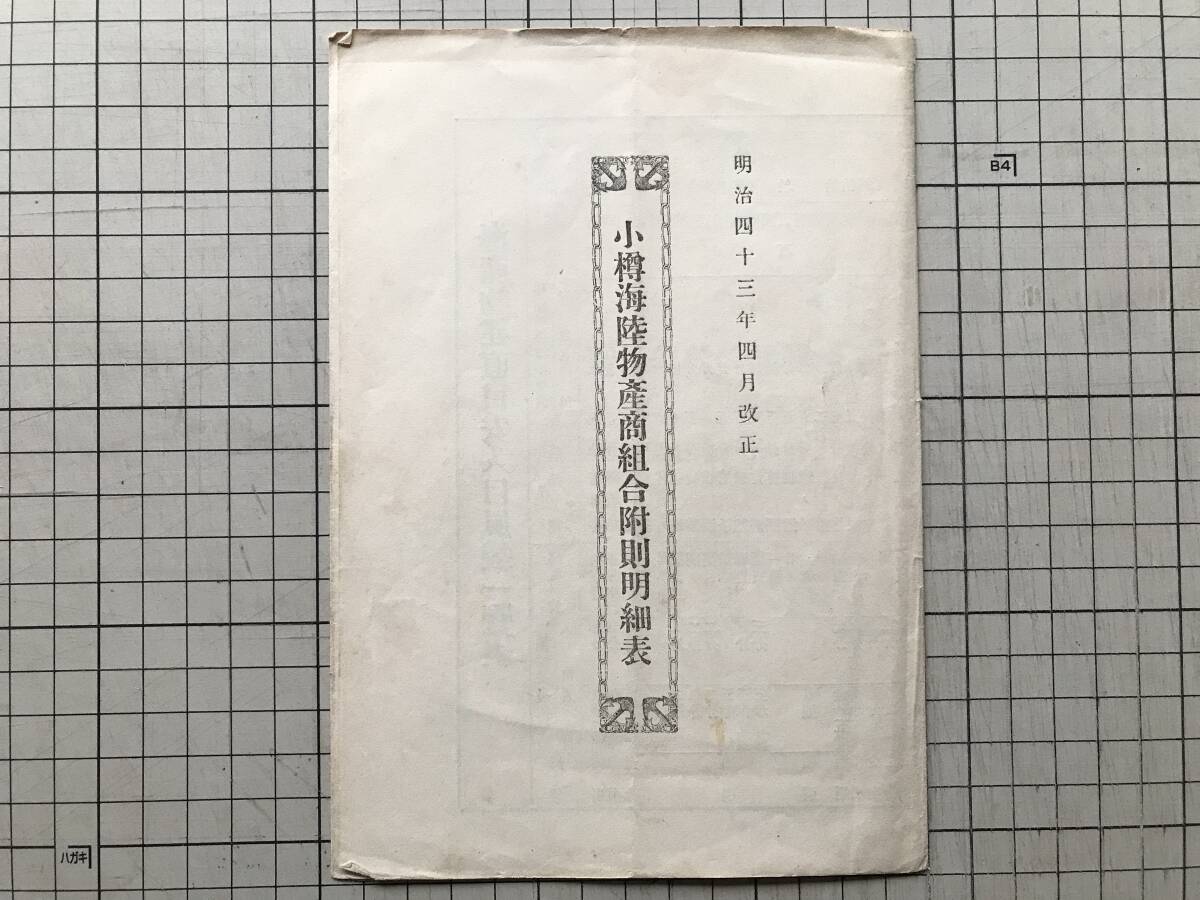 明治四十三年四月改正
小樽海陸物產商組合附則明細表
B4
ハガキ